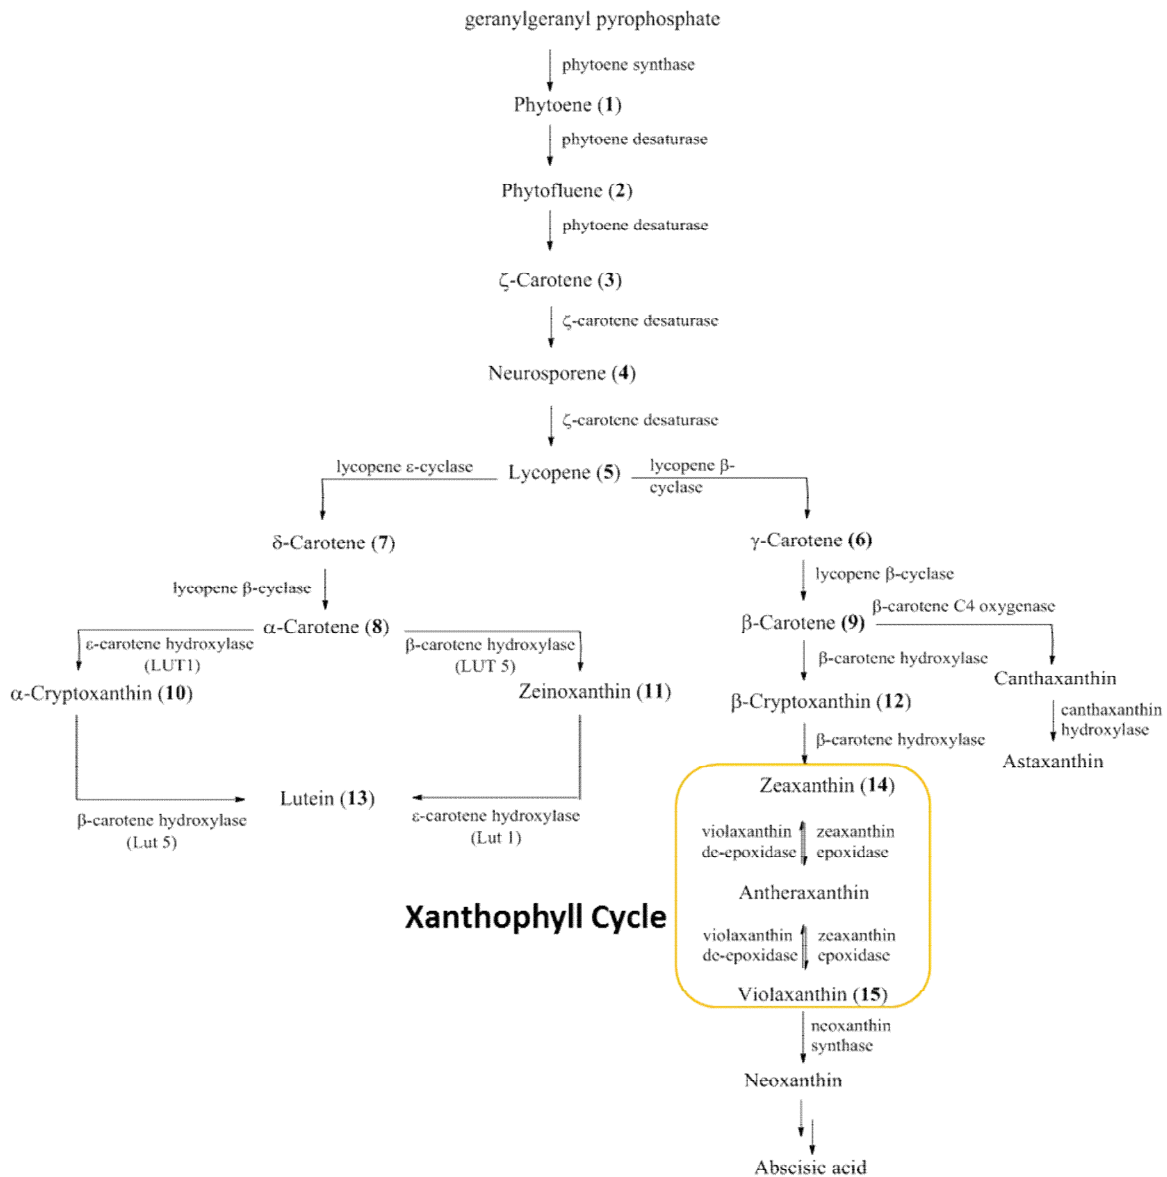 geranylgeranyl pyrophosphate
phytoene synthase
Phytoene (1)
phytoene desaturase
Phytofluene (2)
phytoene desaturase
ζ-Carotene (3)
ζ-carotene desaturase
Neurosporene (4)
ζ-carotene desaturase
lycopene ε-cyclase
Lycopene (5)
lycopene β-
cyclase
δ-Carotene (7)
γ-Carotene (6)
lycopene β-cyclase
lycopene β-cyclase
β-carotene C4 oxygenase
α-Carotene (8)
β-Carotene (9)
ε-carotene hydroxylase
(LUT1)
β-carotene hydroxylase
(LUT 5)
β-carotene hydroxylase
Canthaxanthin
α-Cryptoxanthin (10)
Zeinoxanthin (11)
β-Cryptoxanthin (12)
canthaxanthin
hydroxylase
β-carotene hydroxylase
Astaxanthin
Zeaxanthin (14)
Lutein (13)
β-carotene hydroxylase
(Lut 5)
ε-carotene hydroxylase
(Lut 1)
violaxanthin
de-epoxidase
zeaxanthin
epoxidase
Antheraxanthin
Xanthophyll Cycle
violaxanthin
de-epoxidase
zeaxanthin
epoxidase
Violaxanthin (15)
neoxanthin
synthase
Neoxanthin
Abscisic acid